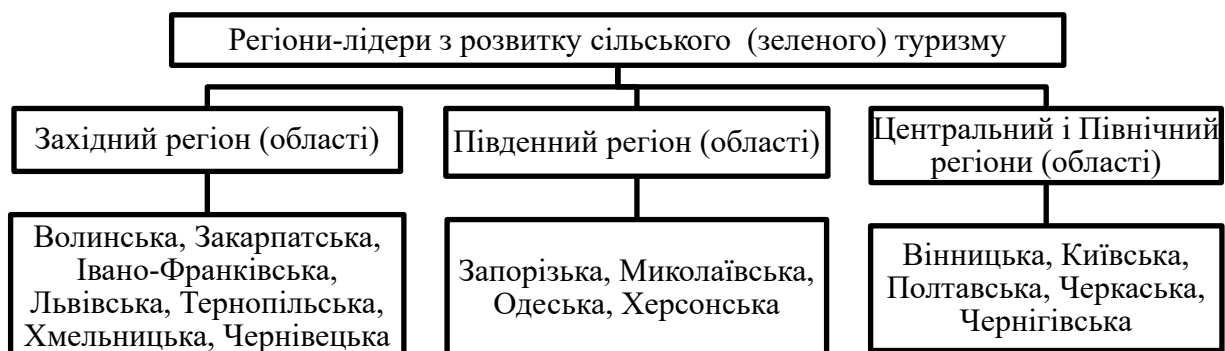 Регіони-лідери з розвитку сільського (зеленого) туризму
Західний регіон (області)
Південний регіон (області)
Центральний і Північний
регіони (області)
Волинська, Закарпатська,
Івано-Франківська,
Львівська, Тернопільська,
Хмельницька, Чернівецька
Запорізька, Миколаївська,
Одеська, Херсонська
Вінницька, Київська,
Полтавська, Черкаська,
Чернігівська